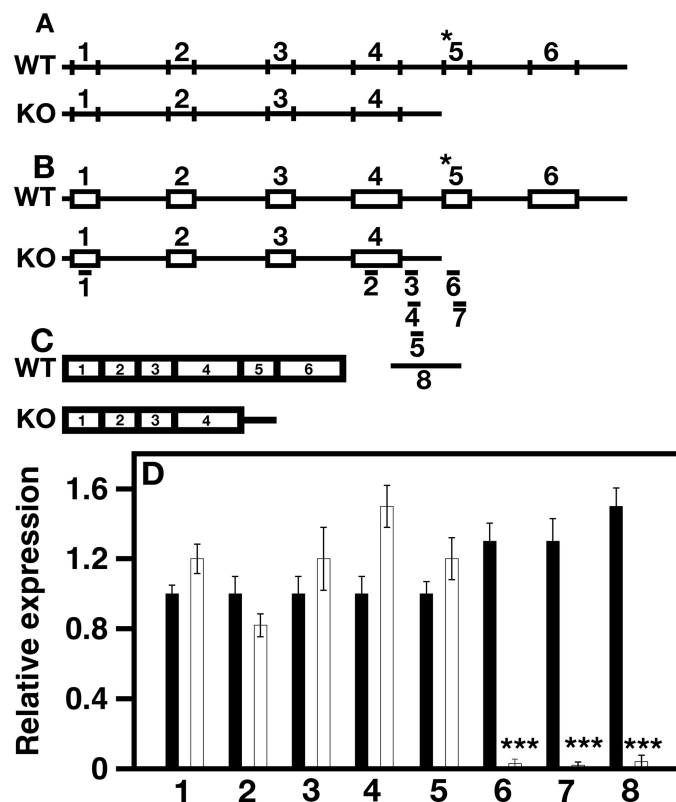 A
1 2 3 4 *5 6
WT
1 2 3 4
KO
B
1 2 3 4 *5 6
WT
1 2 3 4
KO
1 2 3 6
4 7
5
8
C
WT 1 2 3 4 5 6
KO 1 2 3 4
D
Relative expression
1.6
1.2
0.8
0.4
0
*** *** ***
1 2 3 4 5 6 7 8